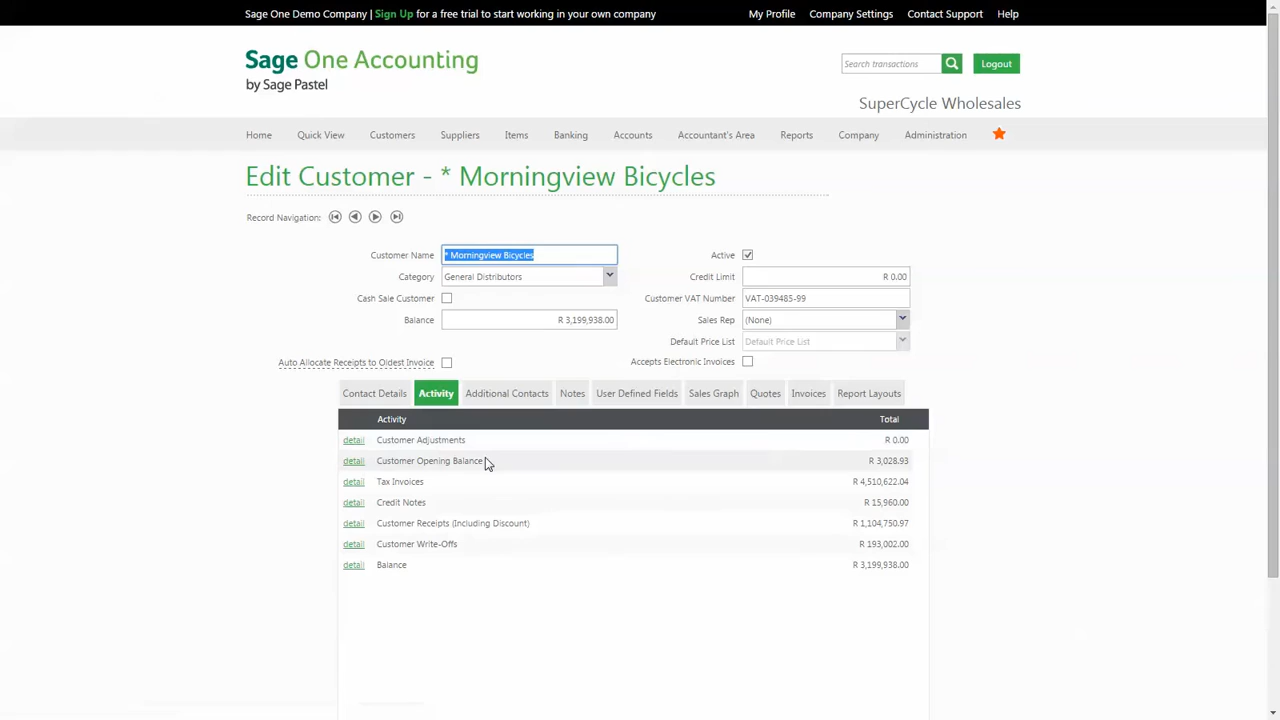 Sage One Demo Company | Sign Up for a free trial to start working in your own company My Profile Company Settings Contact Support Help
Sage One Accounting
by Sage Pastel
Search transactions Logout
SuperCycle Wholesales
Home Quick View Customers Suppliers Items Banking Accounts Accountant's Area Reports Company Administration
Edit Customer - * Morningview Bicycles
Record Navigation:
Customer Name * Morningview Bicycles Active
Category General Distributors Credit Limit R 0.00
Cash Sale Customer Customer VAT Number VAT-039485-99
Balance R 3,199,938.00 Sales Rep (None)
Default Price List Default Price List
Auto Allocate Receipts to Oldest Invoice Accepts Electronic Invoices
Contact Details Activity Additional Contacts Notes User Defined Fields Sales Graph Quotes Invoices Report Layouts
Activity Total
detail Customer Adjustments R 0.00
detail Customer Opening Balance R 3,028.93
detail Tax Invoices R 4,510,622.04
detail Credit Notes R 15,960.00
detail Customer Receipts (Including Discount) R 1,104,750.97
detail Customer Write-Offs R 193,002.00
detail Balance R 3,199,938.00